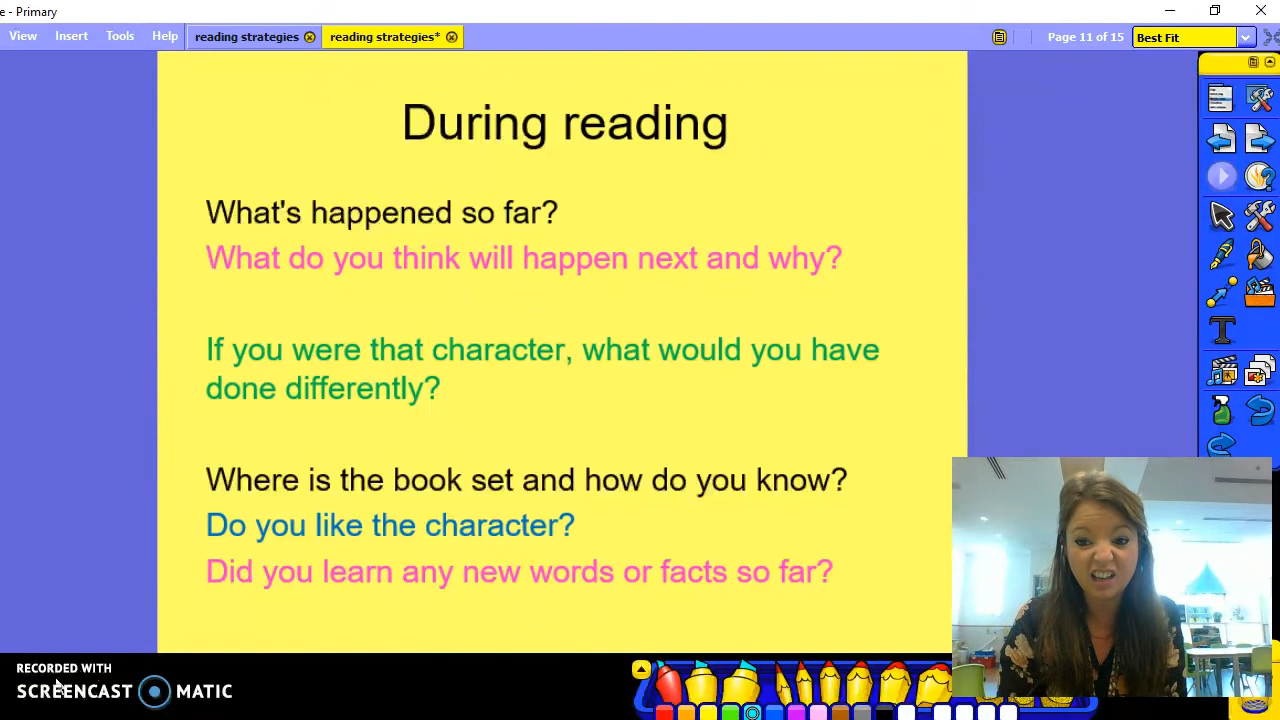 e - Primary
View Insert Tools Help reading strategies reading strategies* Page 11 of 15 Best Fit
During reading
What's happened so far?
What do you think will happen next and why?
If you were that character, what would you have
done differently?
Where is the book set and how do you know?
Do you like the character?
Did you learn any new words or facts so far?
RECORDED WITH
SCREENCAST MATIC